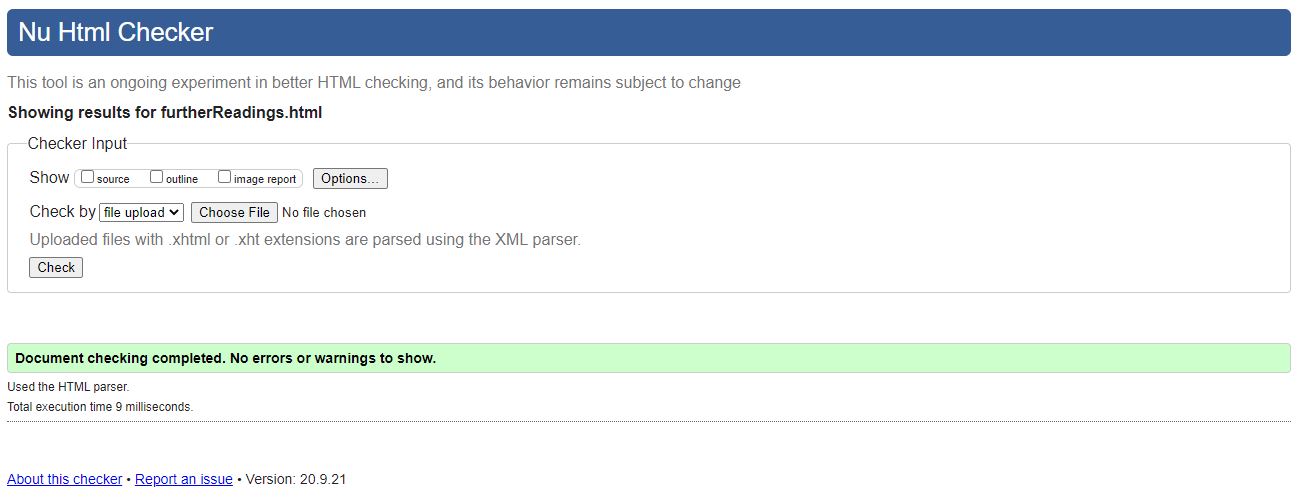 Nu Html Checker
This tool is an ongoing experiment in better HTML checking, and its behavior remains subject to change
Showing results for furtherReadings.html
Checker Input
Show source outline image report Options...
Check by file upload Choose File No file chosen
Uploaded files with .xhtml or .xht extensions are parsed using the XML parser.
Check
Document checking completed. No errors or warnings to show.
Used the HTML parser.
Total execution time 9 milliseconds.
About this checker • Report an issue • Version: 20.9.21